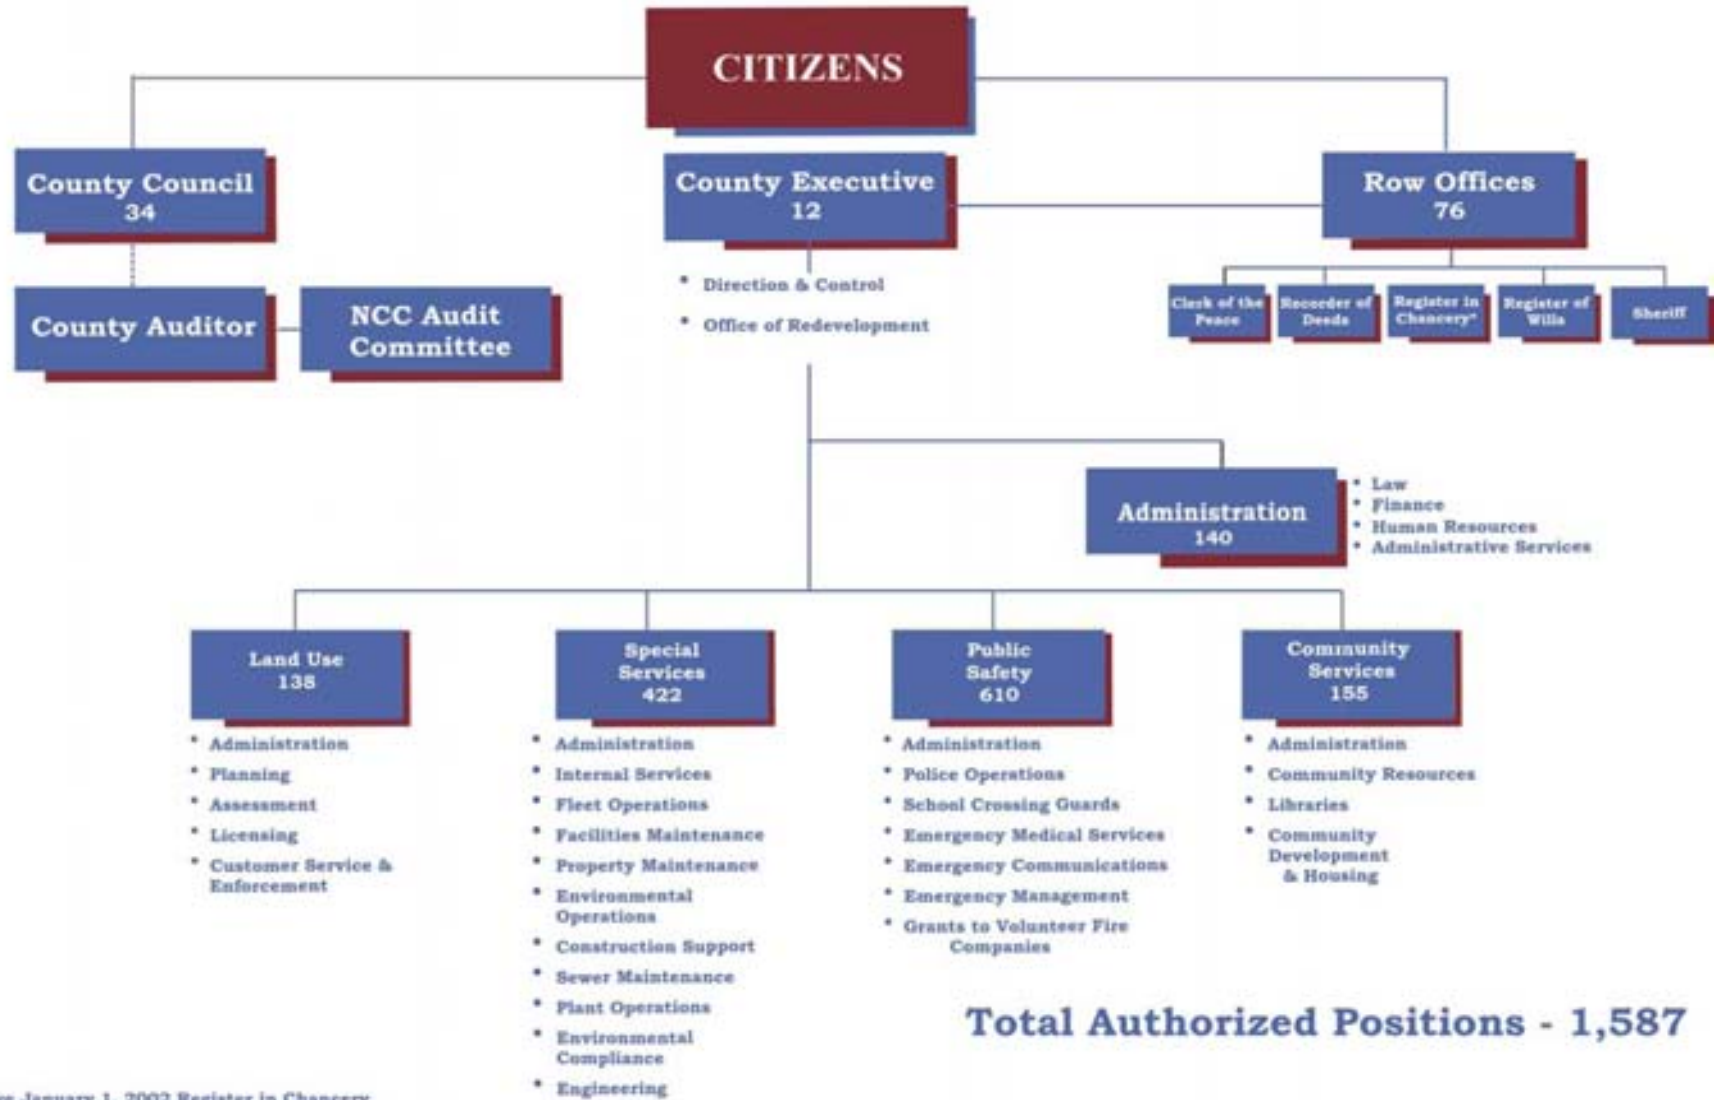 CITIZENS
County Council
34
County Executive
12
Row Offices
76
County Auditor
NCC Audit
Committee
• Direction & Control
• Office of Redevelopment
Clerk of the
Peace
Recorder of
Deeds
Register in
Chancery*
Register of
Wills
Sheriff
Administration
140
• Law
• Finance
• Human Resources
• Administrative Services
Land Use
138
• Administration
• Planning
• Assessment
• Licensing
• Customer Service &
Enforcement
Special
Services
422
• Administration
• Internal Services
• Fleet Operations
• Facilities Maintenance
• Property Maintenance
• Environmental
Operations
• Construction Support
• Sewer Maintenance
• Plant Operations
• Environmental
Compliance
• Engineering
Public
Safety
610
• Administration
• Police Operations
• School Crossing Guards
• Emergency Medical Services
• Emergency Communications
• Emergency Management
• Grants to Volunteer Fire
Companies
Community
Services
155
• Administration
• Community Resources
• Libraries
• Community
Development
& Housing
Total Authorized Positions - 1,587
January 1, 2002 Register in Chancery